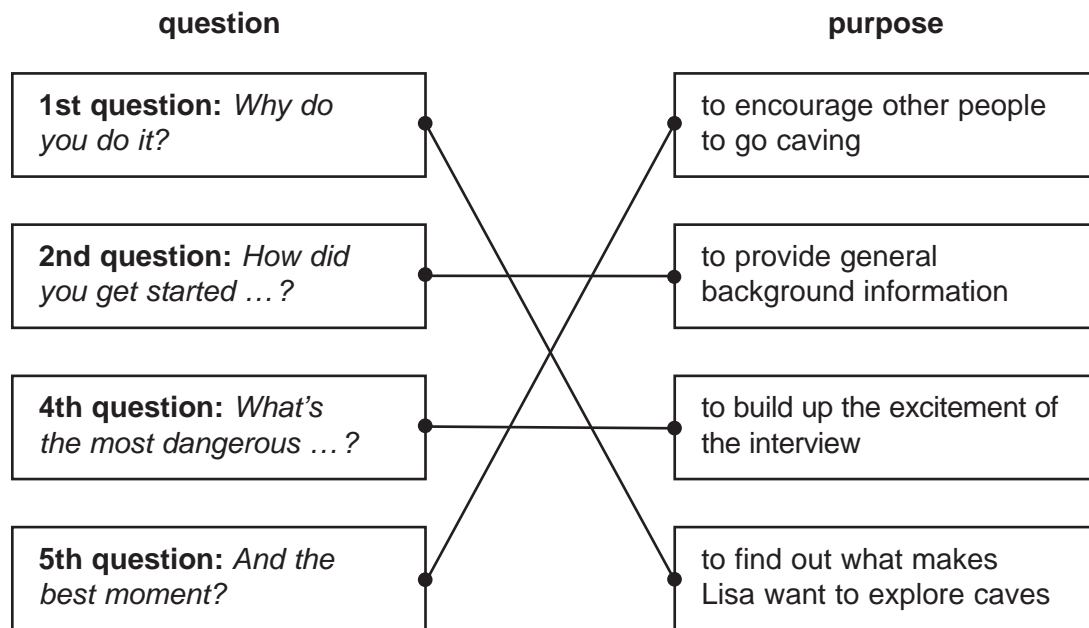 question
purpose
1st question: Why do
you do it?
to encourage other people
to go caving
2nd question: How did
you get started …?
to provide general
background information
4th question: What’s
the most dangerous …?
to build up the excitement of
the interview
5th question: And the
best moment?
to find out what makes
Lisa want to explore caves